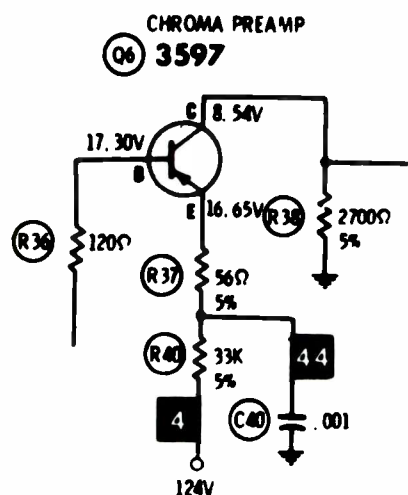 CHROMA PREAMP
Q6 3597
C 8.54V
17.30V
B
E 16.65V
R38 2700Ω
5%
R36 120Ω
R37 56Ω
5%
R40 33K
5%
44
4
C40 .001
124V